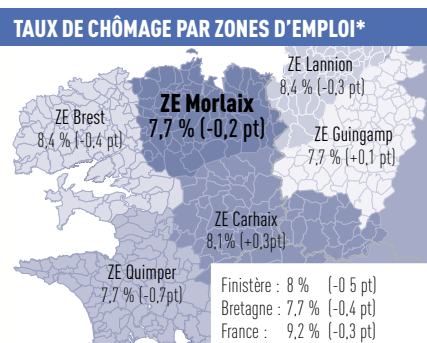 TAUX DE CHÔMAGE PAR ZONES D'EMPLOI*
ZE Lannion
8,4 % (-0,3 pt)
ZE Morlaix
7,7 % (-0,2 pt)
ZE Brest
8,4 % (-0,4 pt)
ZE Guingamp
7,7 % (+0,1 pt)
ZE Carhaix
8,1% (+0,3pt)
ZE Quimper
7,7 % (-0,7pt)
Finistère : 8 % (-0 5 pt)
Bretagne : 7,7 % (-0,4 pt)
France : 9,2 % (-0,3 pt)